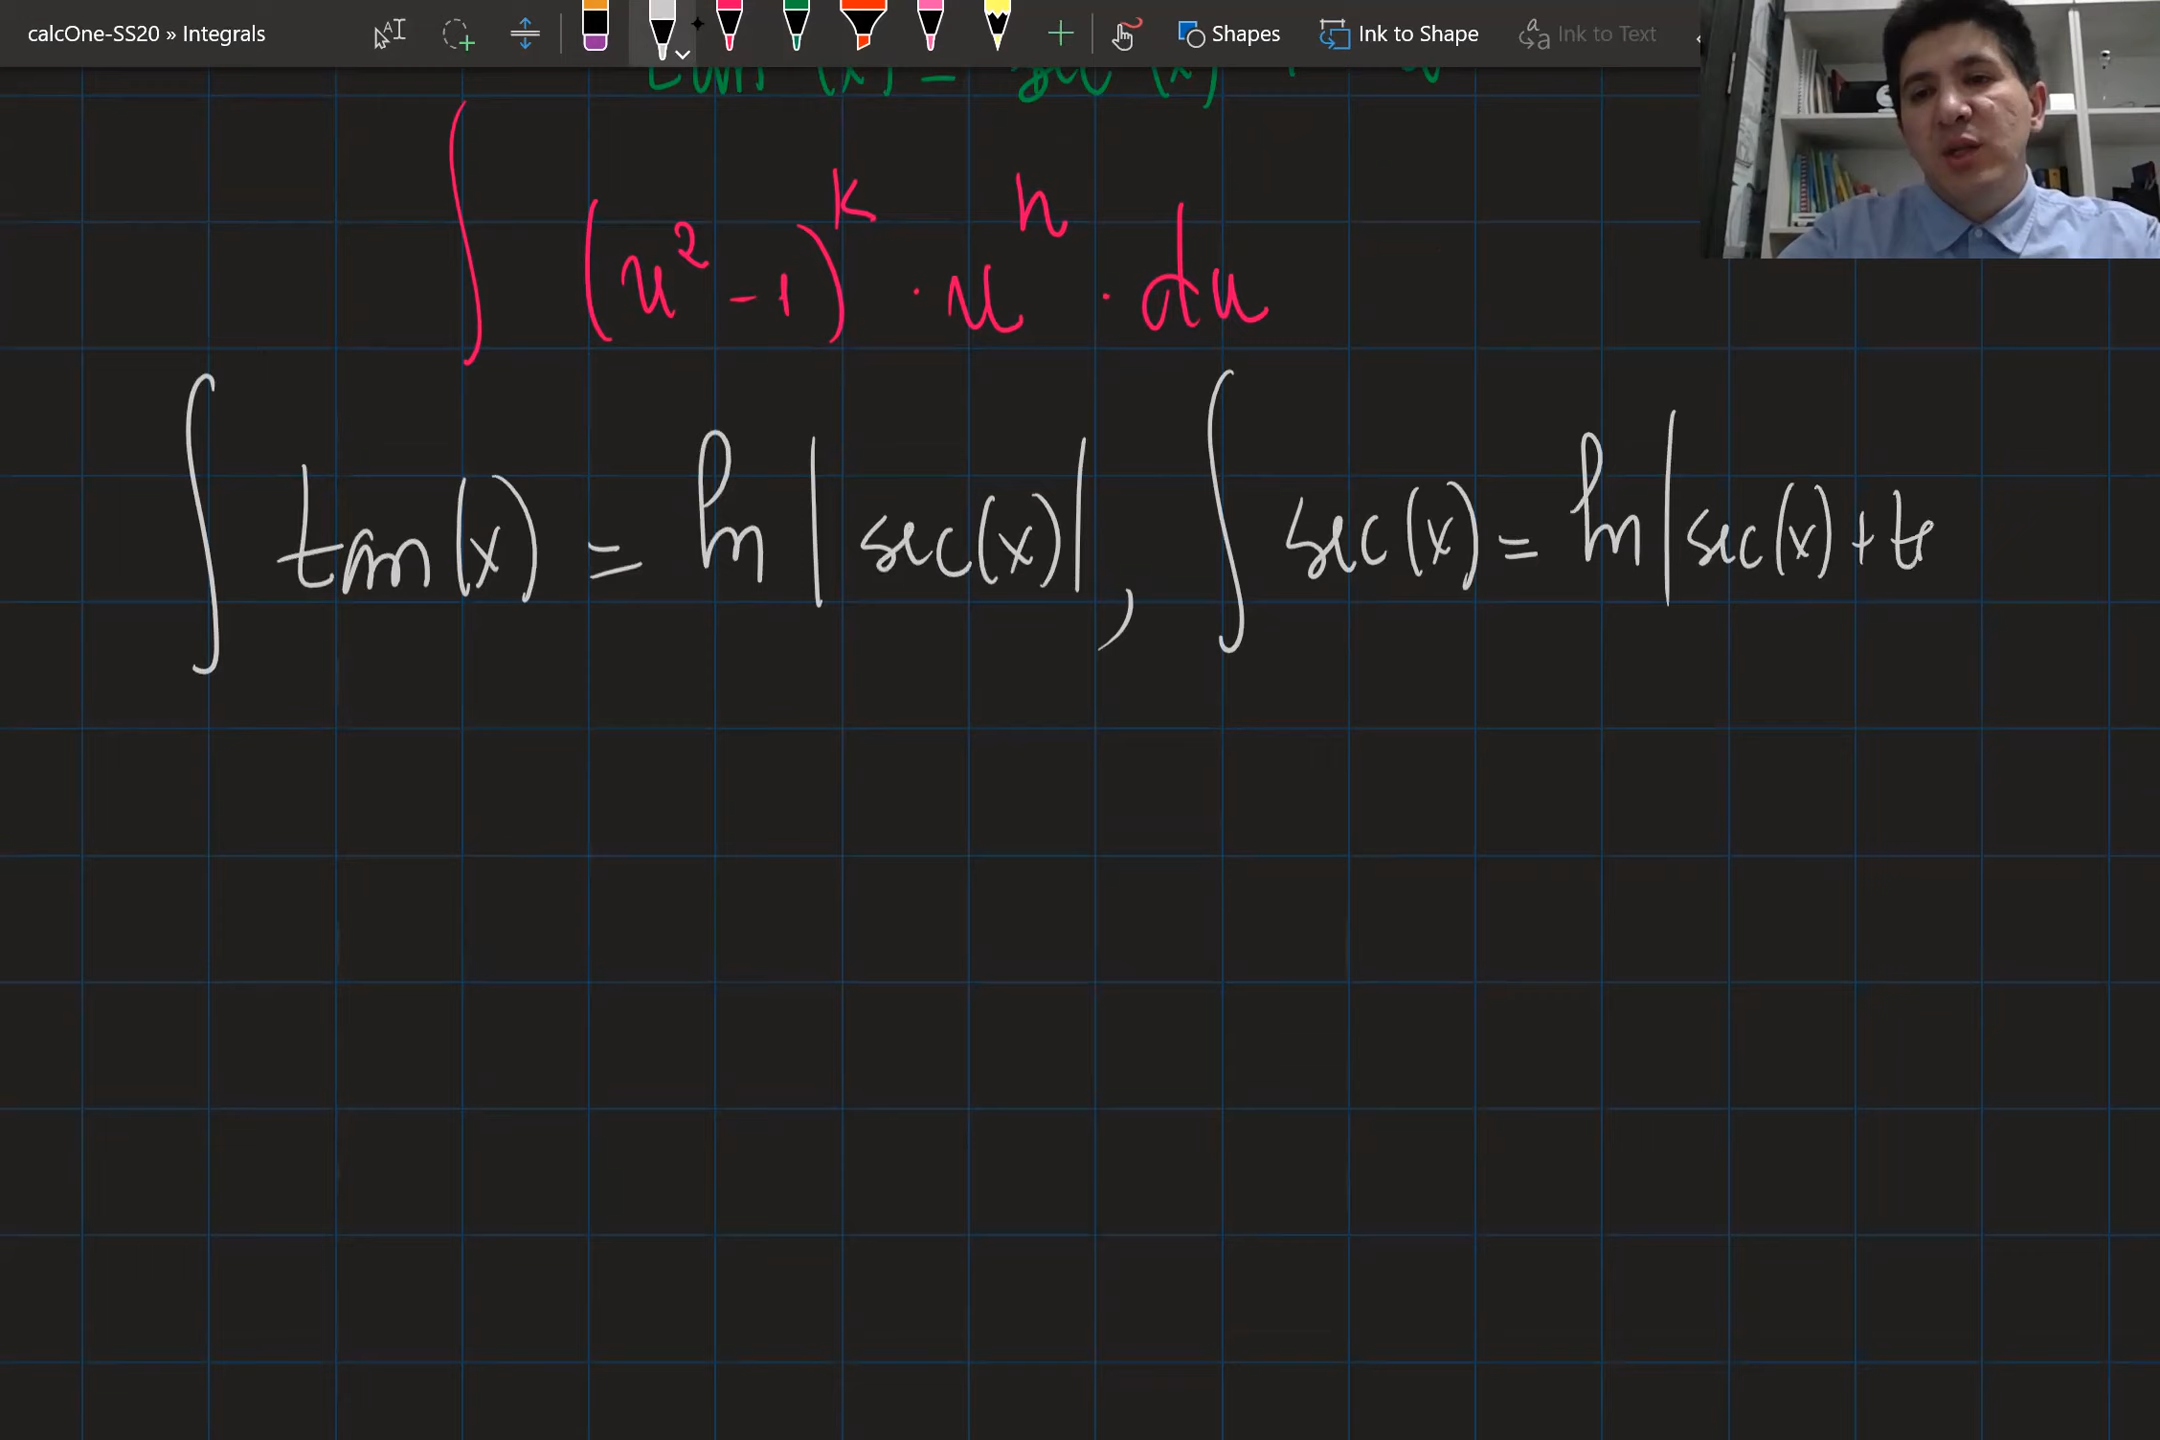 calcOne-SS20 » Integrals Shapes Ink to Shape Ink to Text
∫ (u² - 1)ᵏ · uⁿ · du
∫ tan(x) = ln | sec(x) | , ∫ sec(x) = ln | sec(x) + t